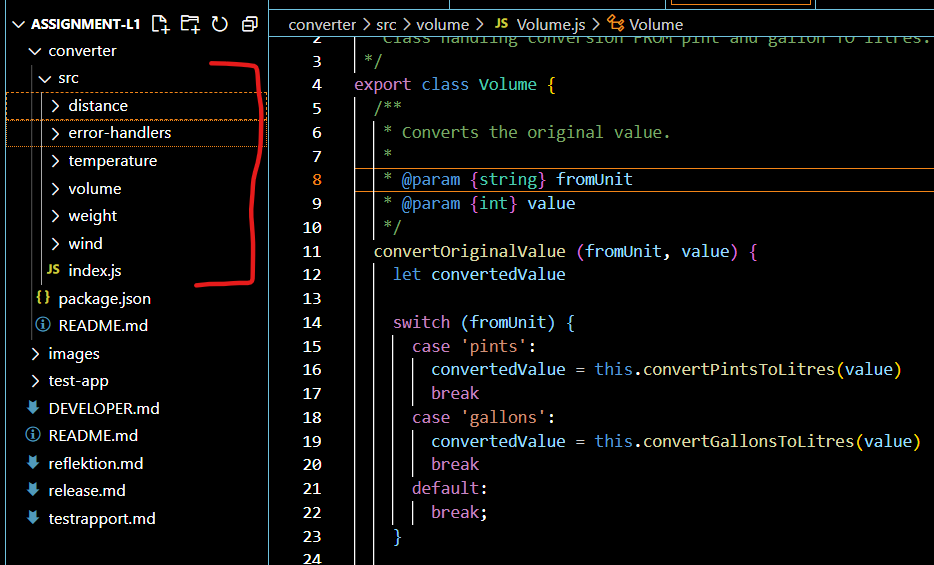 ASSIGNMENT-L1
converter
src
distance
error-handlers
temperature
volume
weight
wind
JS index.js
{} package.json
README.md
images
test-app
DEVELOPER.md
README.md
reflektion.md
release.md
testrapport.md
converter > src > volume > JS Volume.js > Volume
2 * Class handling conversion FROM pint and gallon TO litres.
3 */
4 export class Volume {
5 /**
6 * Converts the original value.
7 *
8 * @param {string} fromUnit
9 * @param {int} value
10 */
11 convertOriginalValue (fromUnit, value) {
12 let convertedValue
13
14 switch (fromUnit) {
15 case 'pints':
16 convertedValue = this.convertPintsToLitres(value)
17 break
18 case 'gallons':
19 convertedValue = this.convertGallonsToLitres(value)
20 break
21 default:
22 break;
23 }
24